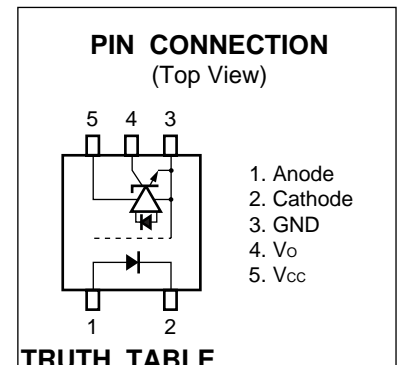 PIN CONNECTION
(Top View)
5 4 3
1. Anode
2. Cathode
3. GND
4. Vo
5. Vcc
1 2
TRUTH TABLE